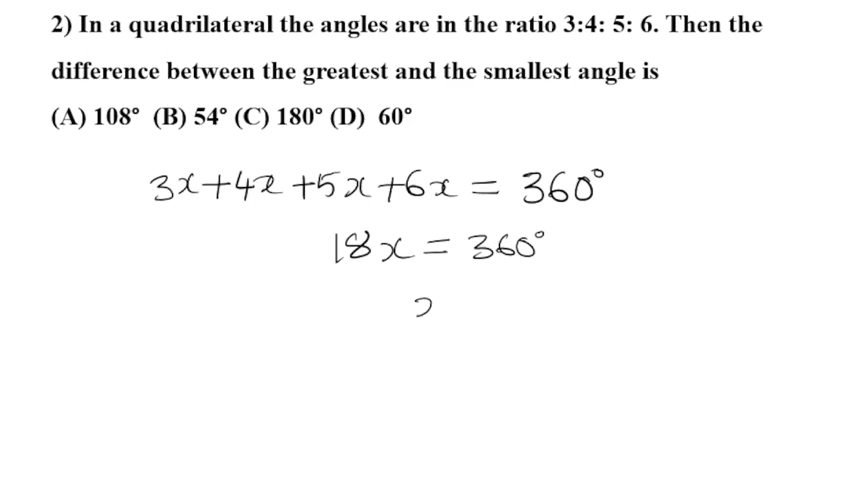 2) In a quadrilateral the angles are in the ratio 3:4: 5: 6. Then the
difference between the greatest and the smallest angle is
(A) 108° (B) 54° (C) 180° (D) 60°
3x+4x+5x+6x = 360°
18x = 360°